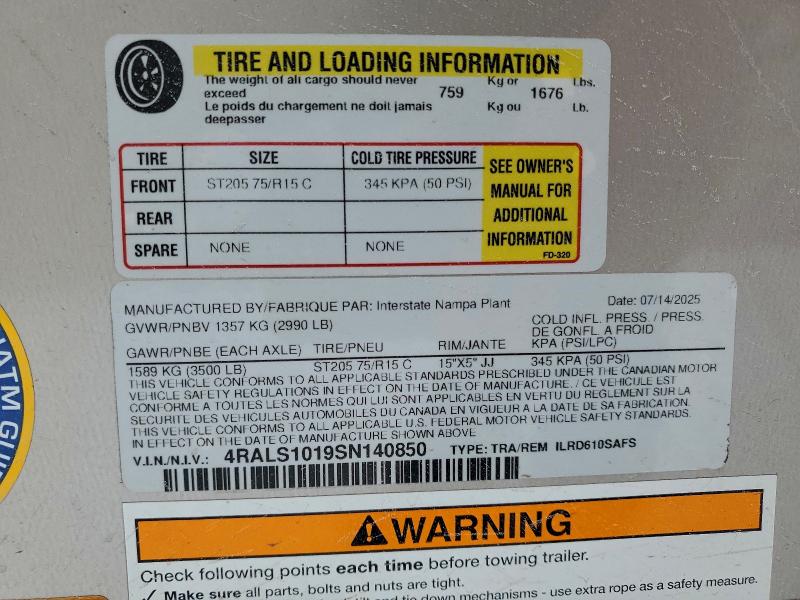 TIRE AND LOADING INFORMATION
The weight of all cargo should never exceed 759 Kg or 1676 Lbs.
Le poids du chargement ne doit jamais deepasser Kg ou Lb.
TIRE SIZE COLD TIRE PRESSURE
FRONT ST205 75/R15 C 345 KPA (50 PSI)
REAR
SPARE NONE NONE
SEE OWNER'S
MANUAL FOR
ADDITIONAL
INFORMATION
FD-320
MANUFACTURED BY/FABRIQUE PAR: Interstate Nampa Plant Date: 07/14/2025
GVWR/PNBV 1357 KG (2990 LB)
COLD INFL. PRESS. / PRESS.
DE GONFL. A FROID
GAWR/PNBE (EACH AXLE) TIRE/PNEU RIM/JANTE KPA (PSI/LPC)
1589 KG (3500 LB) ST205 75/R15 C 15"X5" JJ 345 KPA (50 PSI)
THIS VEHICLE CONFORMS TO ALL APPLICABLE STANDARDS PRESCRIBED UNDER THE CANADIAN MOTOR
VEHICLE SAFETY REGULATIONS IN EFFECT ON THE DATE OF MANUFACTURE. / CE VEHICULE EST
CONFORME A TOUTES LES NORMES QUI LUI SONT APPLICABLES EN VERTU DU REGLEMENT SUR LA
SECURITE DES VEHICULES AUTOMOBILES DU CANADA EN VIGUEUR A LA DATE DE SA FABRICATION.
THIS VEHICLE CONFORMS TO ALL APPLICABLE U.S. FEDERAL MOTOR VEHICLE SAFETY STANDARDS.
IN EFFECT ON THE DATE OF MANUFACTURE SHOWN ABOVE
V.I.N./N.I.V.: 4RALS1019SN140850 TYPE: TRA/REM ILRD610SAFS
WARNING
Check following points each time before towing trailer.
✓ Make sure all parts, bolts and nuts are tight.
tie down mechanisms - use extra rope as a safety measure.
NATM